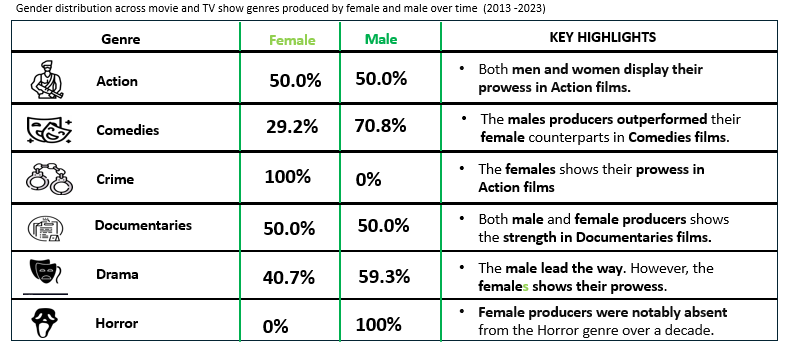 Gender distribution across movie and TV show genres produced by female and male over time  (2013 -2023)
Genre
Female
Male
KEY HIGHLIGHTS
Action
50.0%
50.0%
• Both men and women display their
prowess in Action films.
Comedies
29.2%
70.8%
• The males producers outperformed their
female counterparts in Comedies films.
Crime
100%
0%
• The females shows their prowess in
Action films
Documentaries
50.0%
50.0%
• Both male and female producers shows
the strength in Documentaries films.
Drama
40.7%
59.3%
• The male lead the way. However, the
females shows their prowess.
Horror
0%
100%
• Female producers were notably absent
from the Horror genre over a decade.